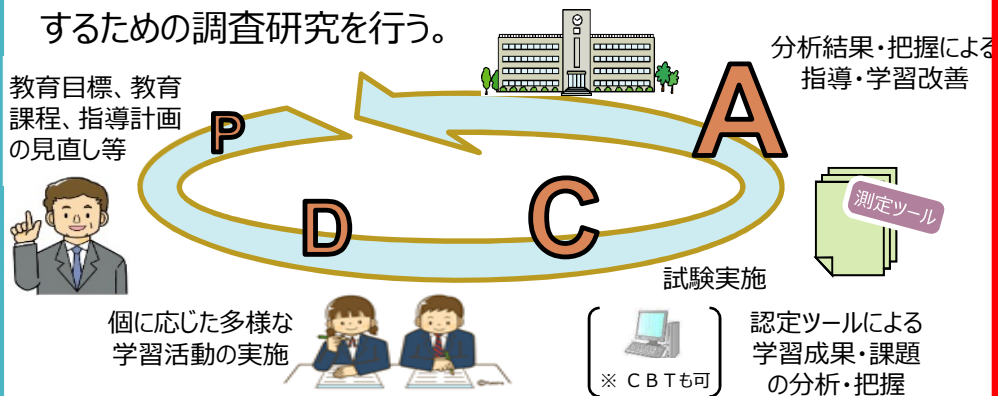 するための調査研究を行う。
分析結果・把握による
指導・学習改善
教育目標、教育
課程、指導計画
の見直し等
P
A
D
C
測定ツール
試験実施
個に応じた多様な
学習活動の実施
※ ＣＢＴも可
認定ツールによる
学習成果・課題
の分析・把握